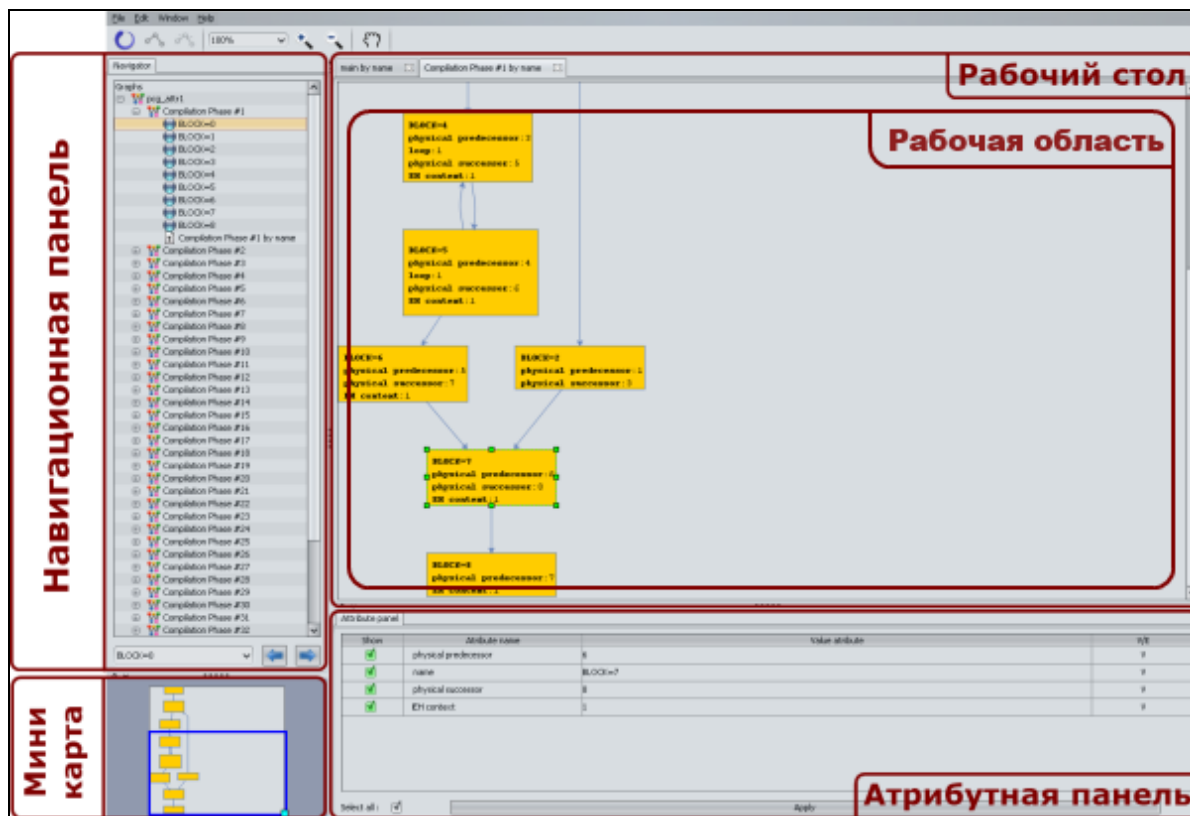 File Edit Window Help
100%
Navigator
Graphs
Compilation Phase #1
BLOCK=0
BLOCK=1
BLOCK=2
BLOCK=3
BLOCK=4
BLOCK=5
BLOCK=6
BLOCK=7
BLOCK=8
Compilation Phase #1 by name
Compilation Phase #2
Compilation Phase #3
Compilation Phase #4
Compilation Phase #5
Compilation Phase #6
Compilation Phase #7
Compilation Phase #8
Compilation Phase #9
Compilation Phase #10
Compilation Phase #11
Compilation Phase #12
Compilation Phase #13
Compilation Phase #14
Compilation Phase #15
Compilation Phase #16
Compilation Phase #17
Compilation Phase #18
Compilation Phase #19
Compilation Phase #20
Compilation Phase #21
Compilation Phase #22
Compilation Phase #23
Compilation Phase #24
Compilation Phase #25
Compilation Phase #26
Compilation Phase #27
Compilation Phase #28
Compilation Phase #29
Compilation Phase #30
Compilation Phase #31
Compilation Phase #32
BLOCK=0
Навигационная панель
Мини
карта
main by name
Compilation Phase #1 by name
Рабочий стол
Рабочая область
BLOCK=4
physical predecessor:3
loop:1
physical successor:5
EH context:1
BLOCK=5
physical predecessor:4
loop:1
physical successor:6
EH context:1
BLOCK=6
physical predecessor:5
physical successor:7
EH context:1
BLOCK=2
physical predecessor:1
physical successor:3
BLOCK=7
physical predecessor:6
physical successor:8
EH context:1
BLOCK=8
physical predecessor:7
EH context:1
Attribute panel
Show Atribute name Value atribute V/E
physical predecessor 6 V
name BLOCK=7 V
physical successor 8 V
EH context 1 V
Select all: Apply
Атрибутная панель